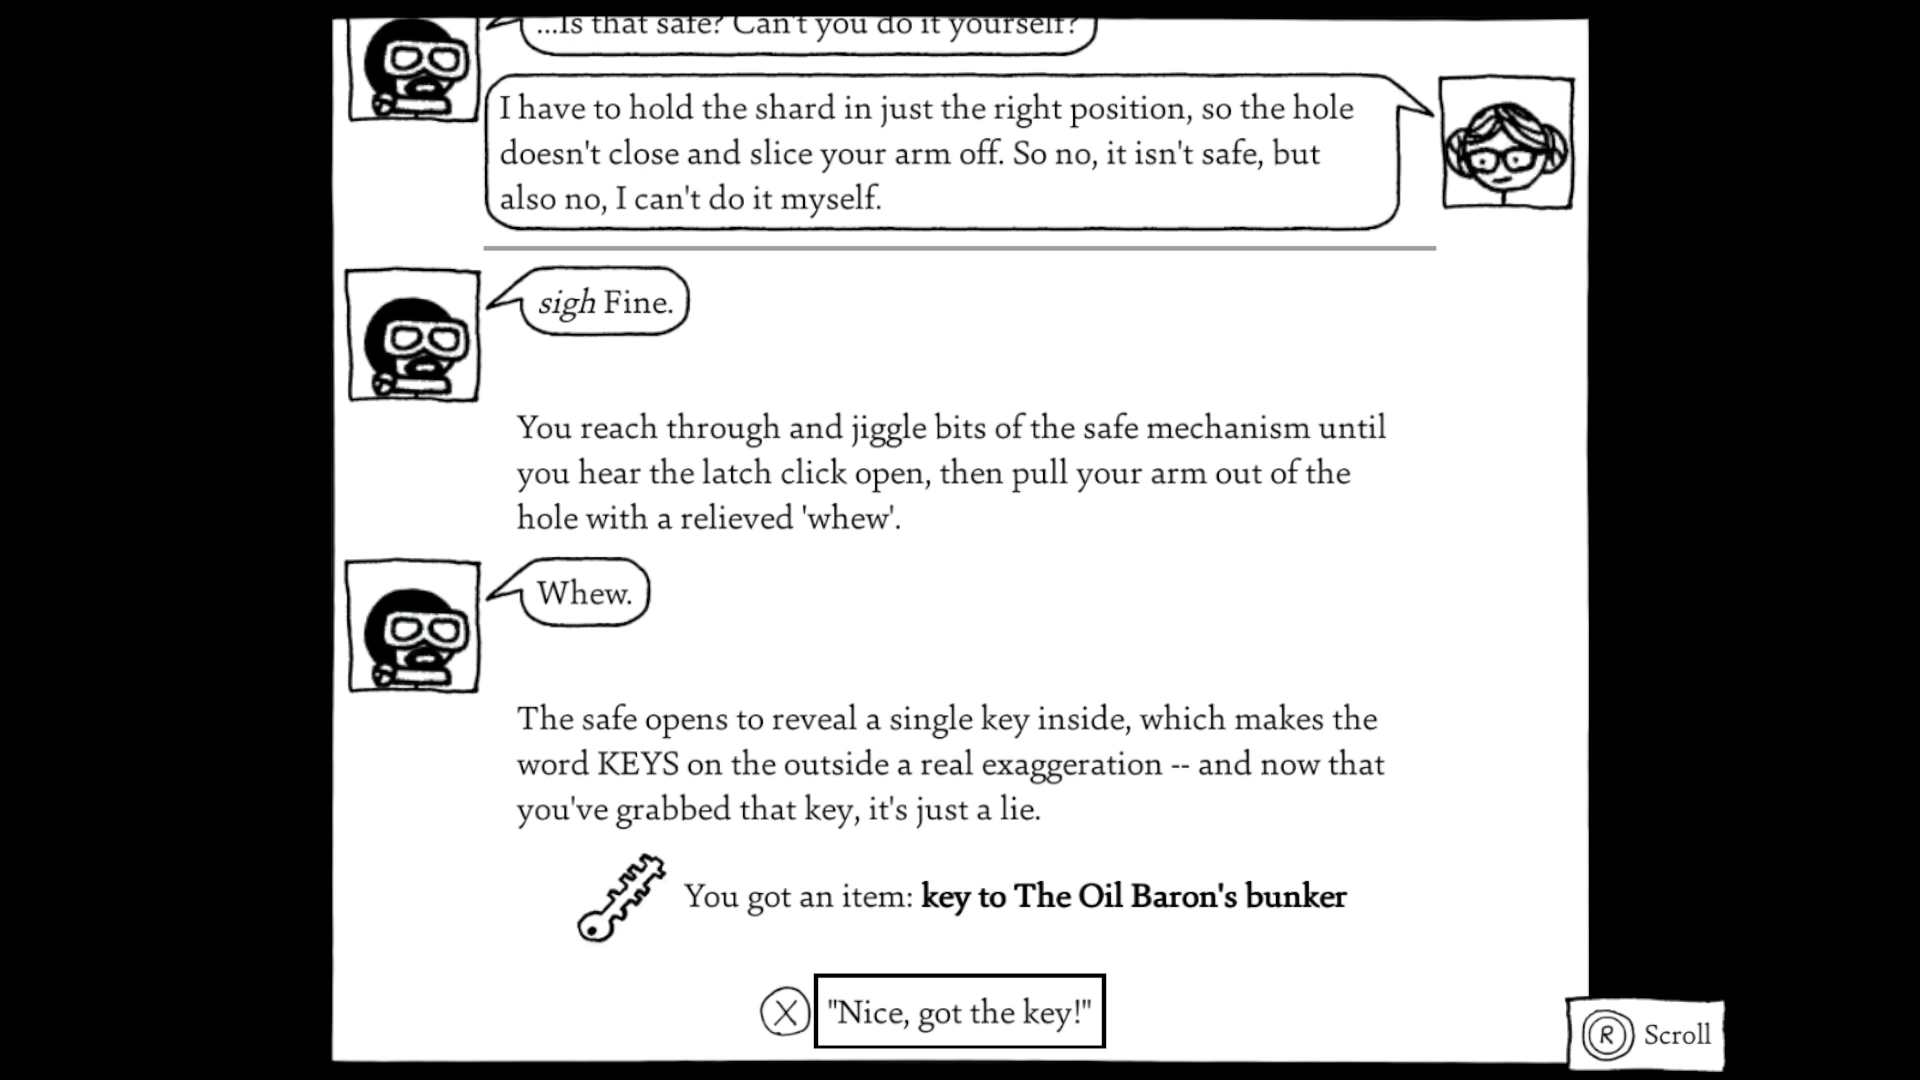 ...Is that safe? Can't you do it yourself?
I have to hold the shard in just the right position, so the hole
doesn't close and slice your arm off. So no, it isn't safe, but
also no, I can't do it myself.
sigh Fine.
You reach through and jiggle bits of the safe mechanism until
you hear the latch click open, then pull your arm out of the
hole with a relieved 'whew'.
Whew.
The safe opens to reveal a single key inside, which makes the
word KEYS on the outside a real exaggeration -- and now that
you've grabbed that key, it's just a lie.
You got an item: key to The Oil Baron's bunker
X "Nice, got the key!"
R Scroll